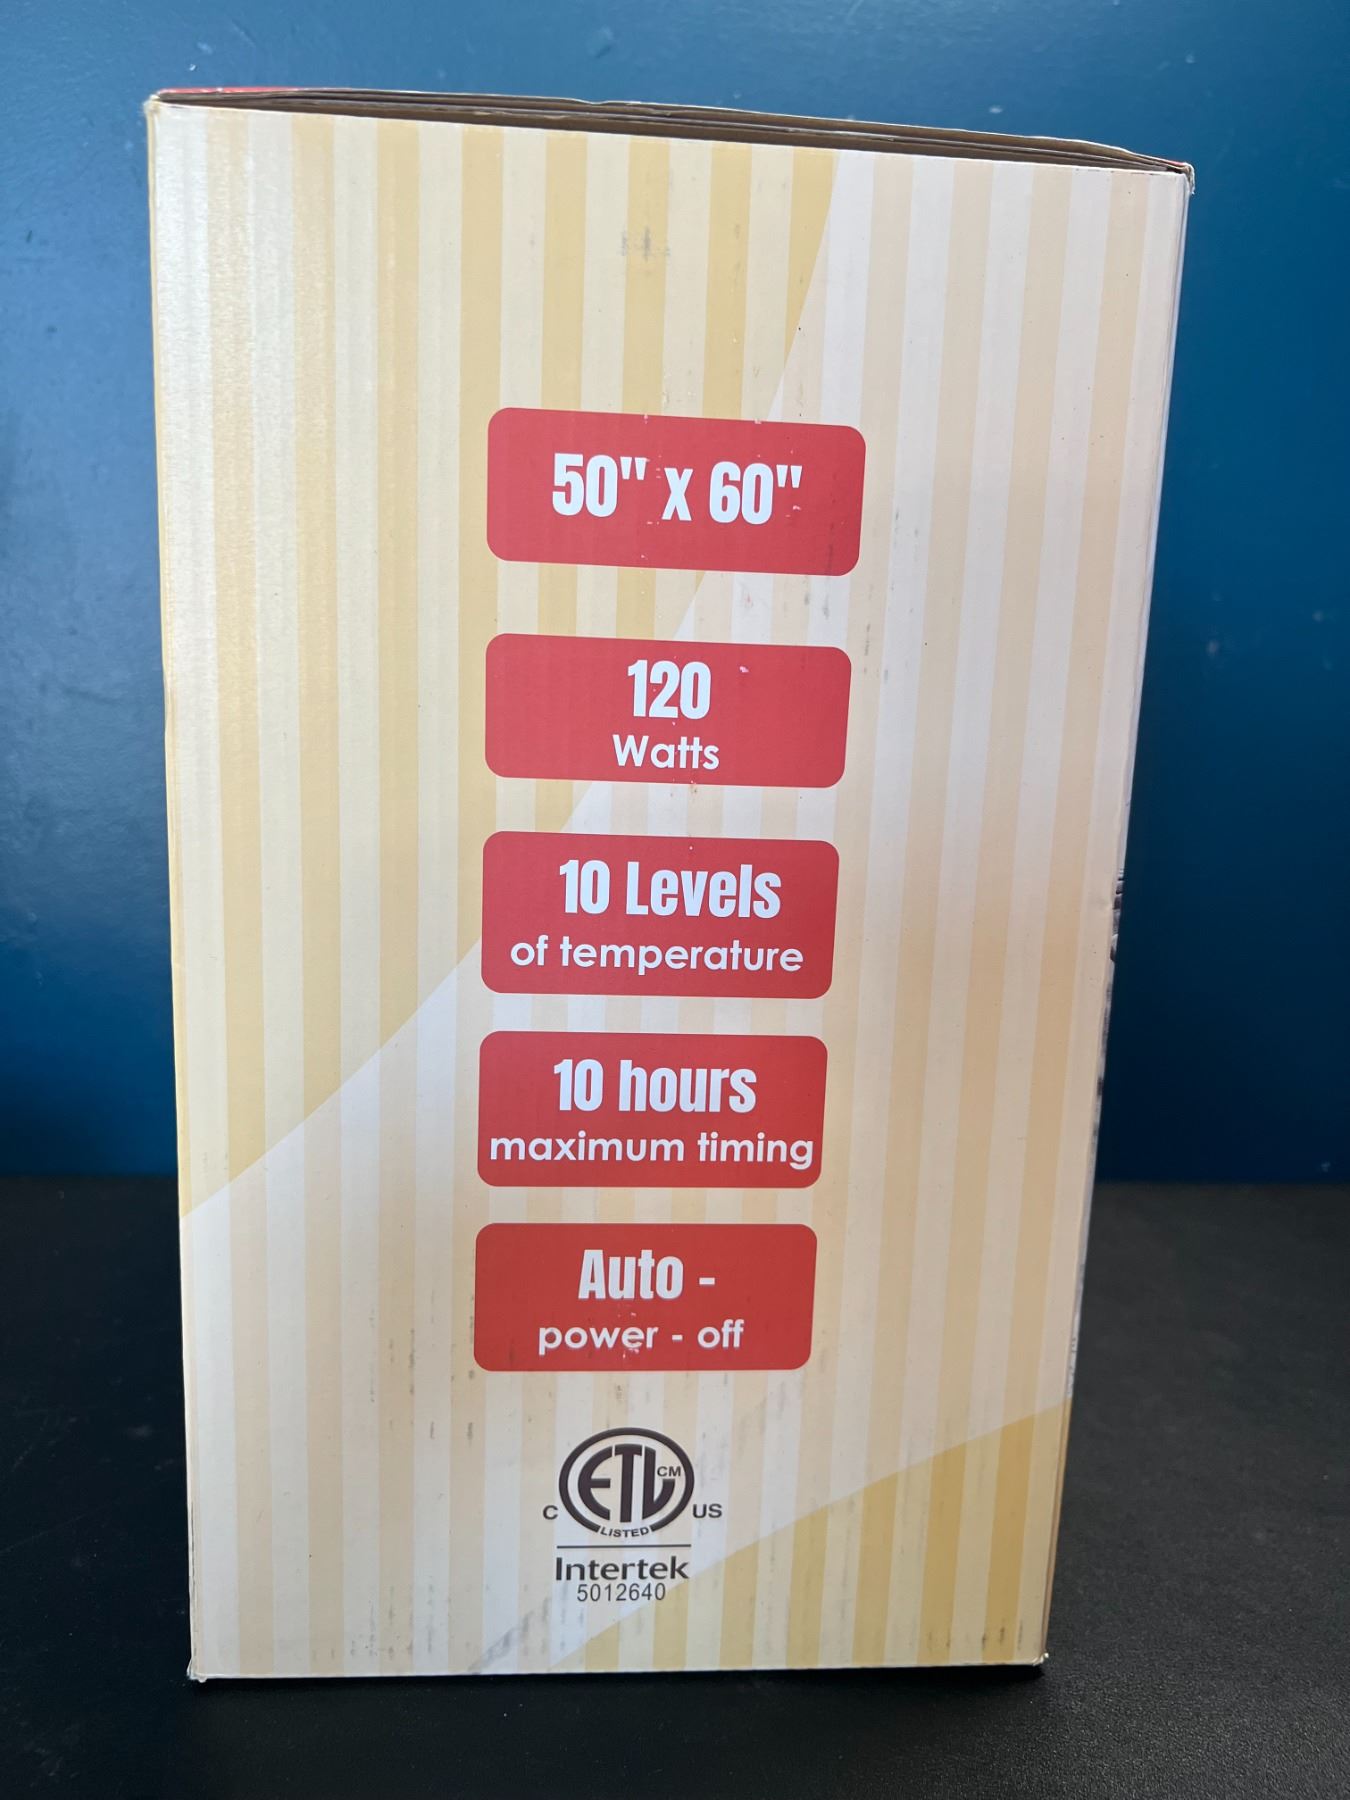 50" x 60"
120
Watts
10 Levels
of temperature
10 hours
maximum timing
Auto -
power - off
ETL CM
C LISTED US
Intertek
5012640